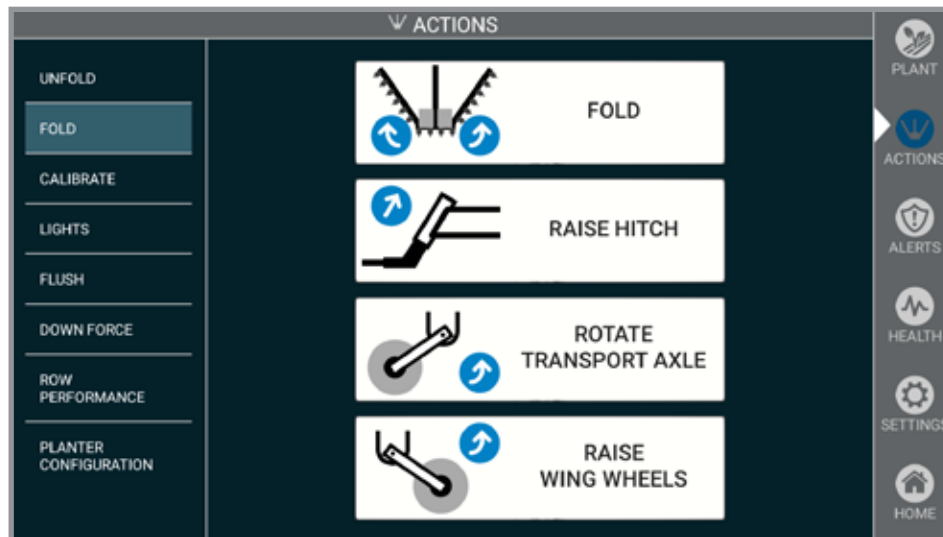 ACTIONS
UNFOLD
FOLD
CALIBRATE
LIGHTS
FLUSH
DOWN FORCE
ROW
PERFORMANCE
PLANTER
CONFIGURATION
FOLD
RAISE HITCH
ROTATE
TRANSPORT AXLE
RAISE
WING WHEELS
PLANT
ACTIONS
ALERTS
HEALTH
SETTINGS
HOME